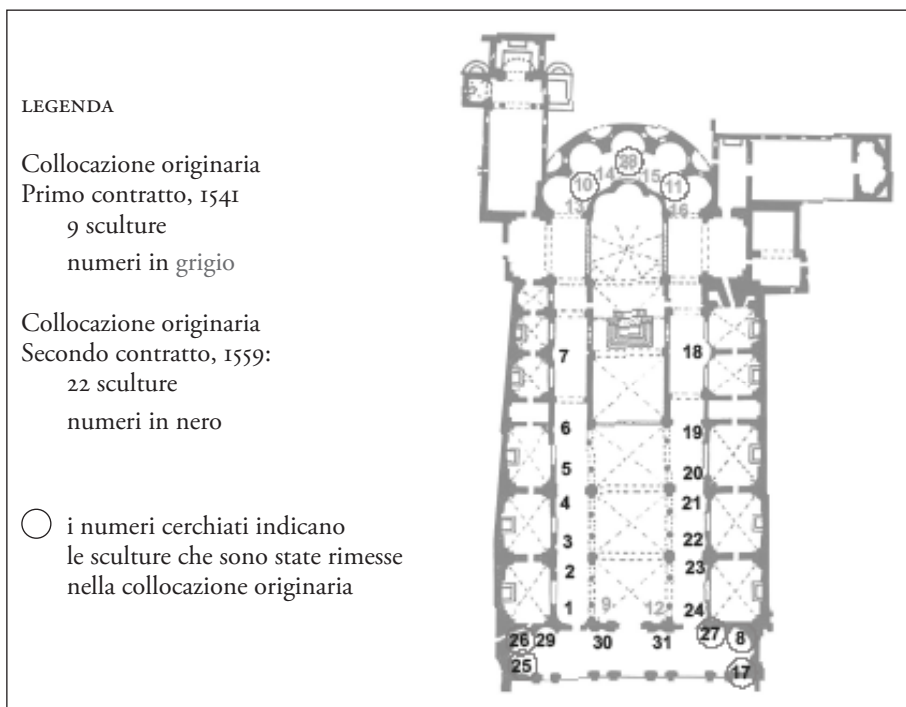 LEGENDA
Collocazione originaria
Primo contratto, 1541
9 sculture
numeri in grigio
Collocazione originaria
Secondo contratto, 1559:
22 sculture
numeri in nero
i numeri cerchiati indicano
le sculture che sono state rimesse
nella collocazione originaria
28
14 15
10 11
13 16
7 18
6 19
5 20
4 21
3 22
2 23
1 9 12 24
26 29 30 31 27 8
25 17